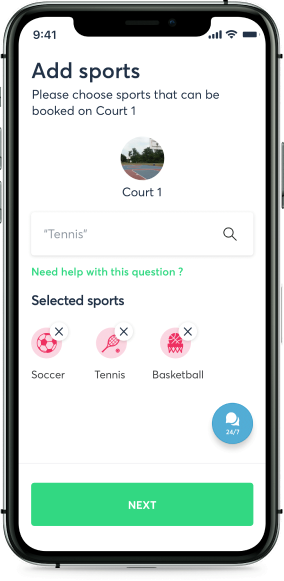 9:41
Add sports
Please choose sports that can be
booked on Court 1
Court 1
"Tennis"
Need help with this question ?
Selected sports
Soccer Tennis Basketball
24/7
NEXT